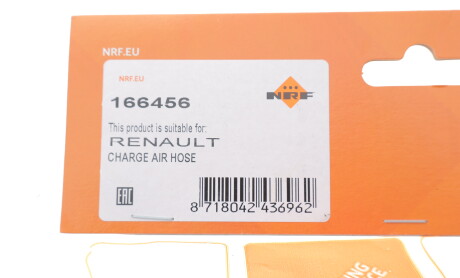 NRF.EU
NRF.EU
NRF
166456
This product is suitable for:
RENAULT
CHARGE AIR HOSE
EAC
8 718042 436962